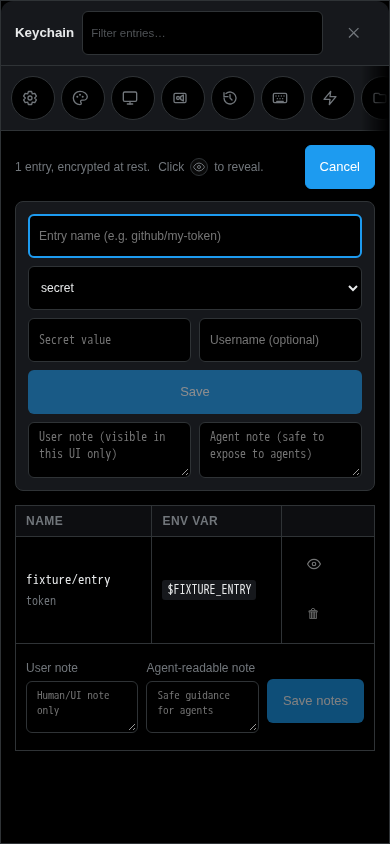 Keychain
Filter entries…
1 entry, encrypted at rest. Click to reveal.
Cancel
Entry name (e.g. github/my-token)
secret
Secret value
Username (optional)
Save
User note (visible in
this UI only)
Agent note (safe to
expose to agents)
NAME
ENV VAR
fixture/entry
token
$FIXTURE_ENTRY
User note
Agent-readable note
Human/UI note
only
Safe guidance
for agents
Save notes